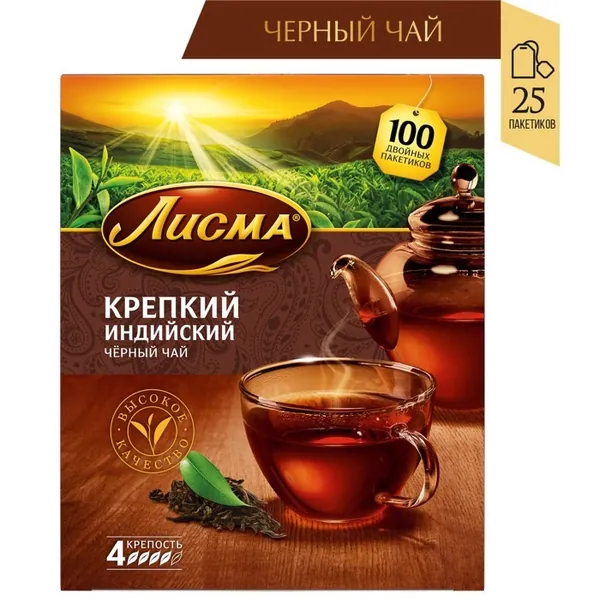 ЧЕРНЫЙ ЧАЙ
25
ПАКЕТИКОВ
100
ДВОЙНЫХ
ПАКЕТИКОВ
Лисма®
КРЕПКИЙ
ИНДИЙСКИЙ
ЧЁРНЫЙ ЧАЙ
ВЫСОКОЕ
КАЧЕСТВО
4 КРЕПОСТЬ